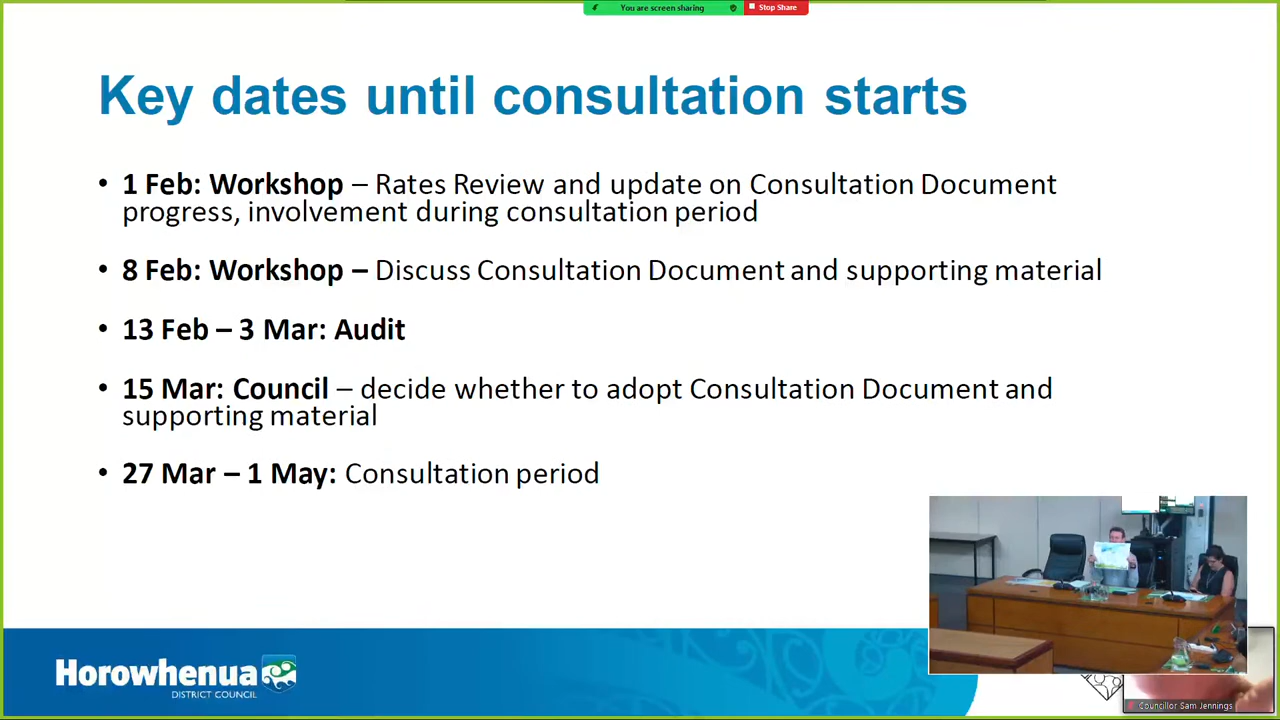 You are screen sharing
Stop Share
Key dates until consultation starts
• 1 Feb: Workshop – Rates Review and update on Consultation Document
progress, involvement during consultation period
• 8 Feb: Workshop – Discuss Consultation Document and supporting material
• 13 Feb – 3 Mar: Audit
• 15 Mar: Council – decide whether to adopt Consultation Document and
supporting material
• 27 Mar – 1 May: Consultation period
Horowhenua
DISTRICT COUNCIL
Councillor Sam Jennings